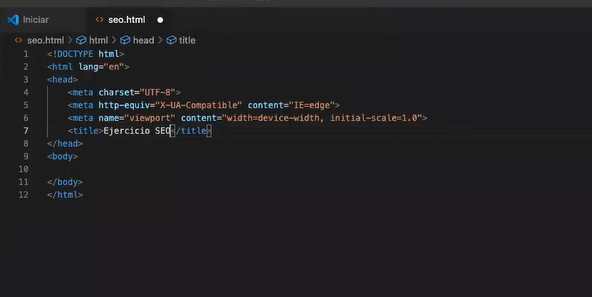 Iniciar
seo.html
seo.html > html > head > title
1 <!DOCTYPE html>
2 <html lang="en">
3 <head>
4 <meta charset="UTF-8">
5 <meta http-equiv="X-UA-Compatible" content="IE=edge">
6 <meta name="viewport" content="width=device-width, initial-scale=1.0">
7 <title>Ejercicio SEO</title>
8 </head>
9 <body>
10
11 </body>
12 </html>